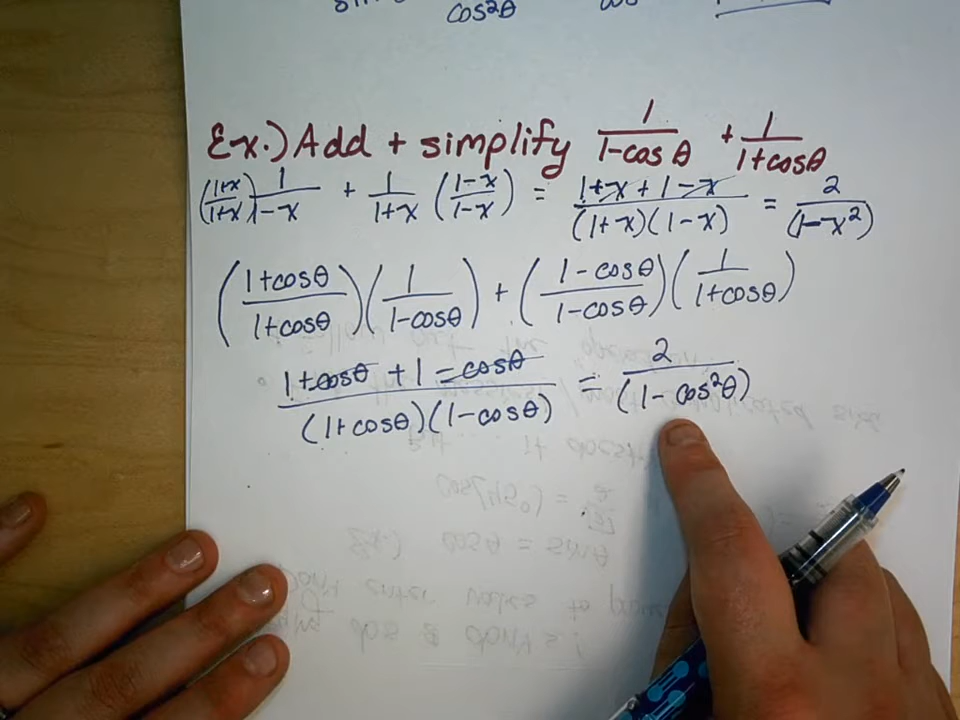 cos²θ
Ex.) Add + simplify 1/(1-cosθ) + 1/(1+cosθ)
((1+x)/(1+x)) 1/(1-x) + 1/(1+x) ((1-x)/(1-x)) = (1+x+1-x)/((1+x)(1-x)) = 2/(1-x²)
((1+cosθ)/(1+cosθ)) (1/(1-cosθ)) + ((1-cosθ)/(1-cosθ)) (1/(1+cosθ))
(1+cosθ+1-cosθ)/((1+cosθ)(1-cosθ)) = 2/(1-cos²θ)